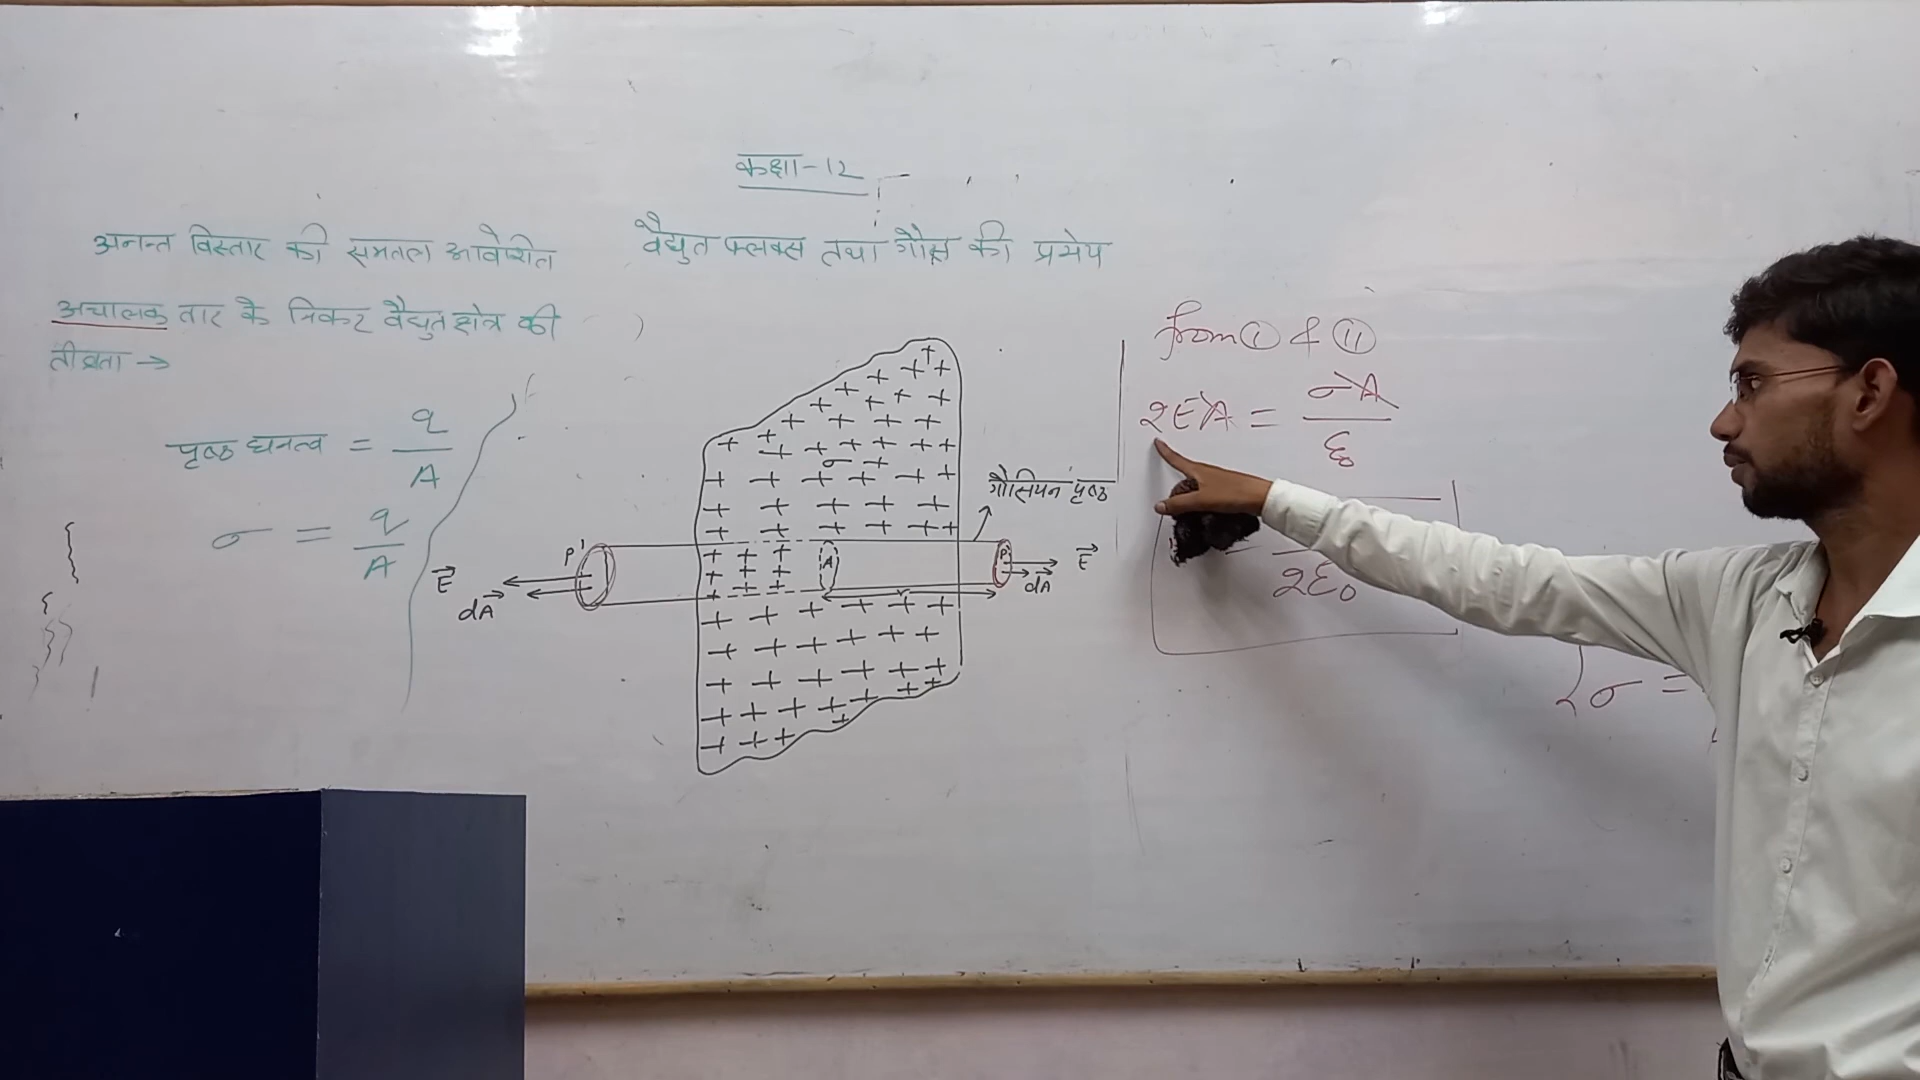 कक्षा-12
वैद्युत फ्लक्स तथा गौस की प्रमेय
अनन्त विस्तार की समतल आवेशित
अचालक तार के निकट वैद्युत क्षेत्र की
तीव्रता →
पृष्ठ घनत्व = q/A
σ = q/A
σ
गौसियन पृष्ठ
P'
E⃗
dA⃗
A
r
P
E⃗
dA⃗
from (I) & (II)
2EA = σA/ε₀
2ε₀
σ =